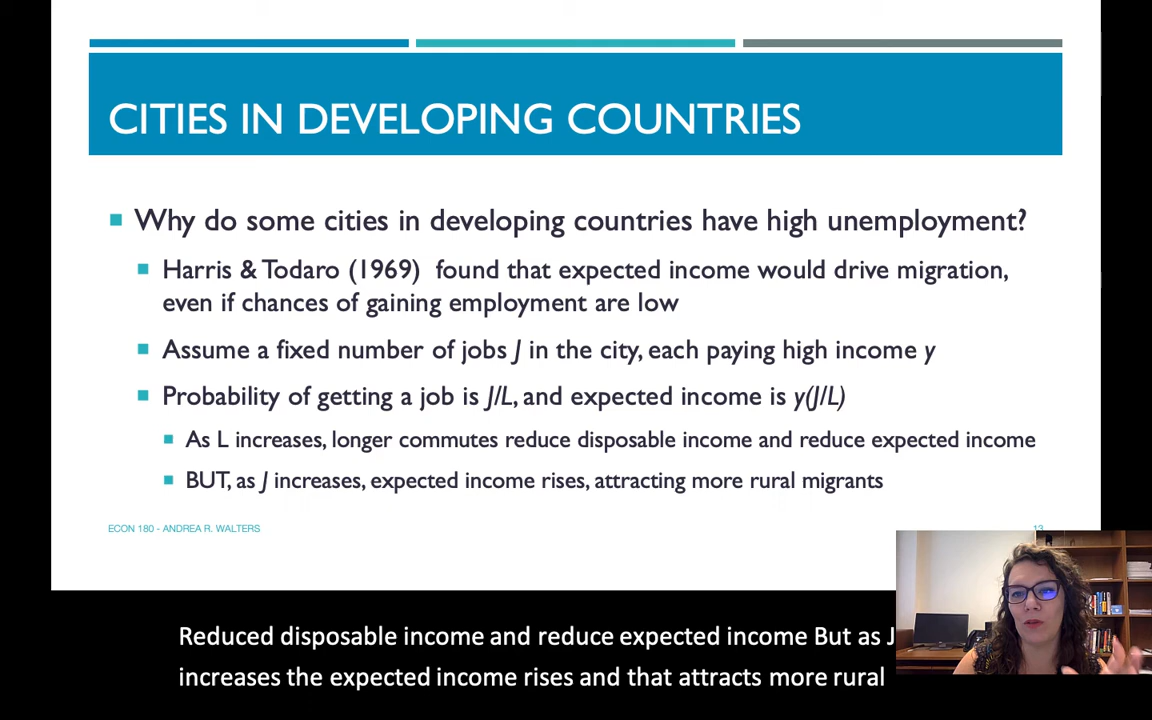 CITIES IN DEVELOPING COUNTRIES
Why do some cities in developing countries have high unemployment?
Harris & Todaro (1969) found that expected income would drive migration,
even if chances of gaining employment are low
Assume a fixed number of jobs J in the city, each paying high income y
Probability of getting a job is J/L, and expected income is y(J/L)
As L increases, longer commutes reduce disposable income and reduce expected income
BUT, as J increases, expected income rises, attracting more rural migrants
ECON 180 - ANDREA R. WALTERS
13
Reduced disposable income and reduce expected income But as J
increases the expected income rises and that attracts more rural